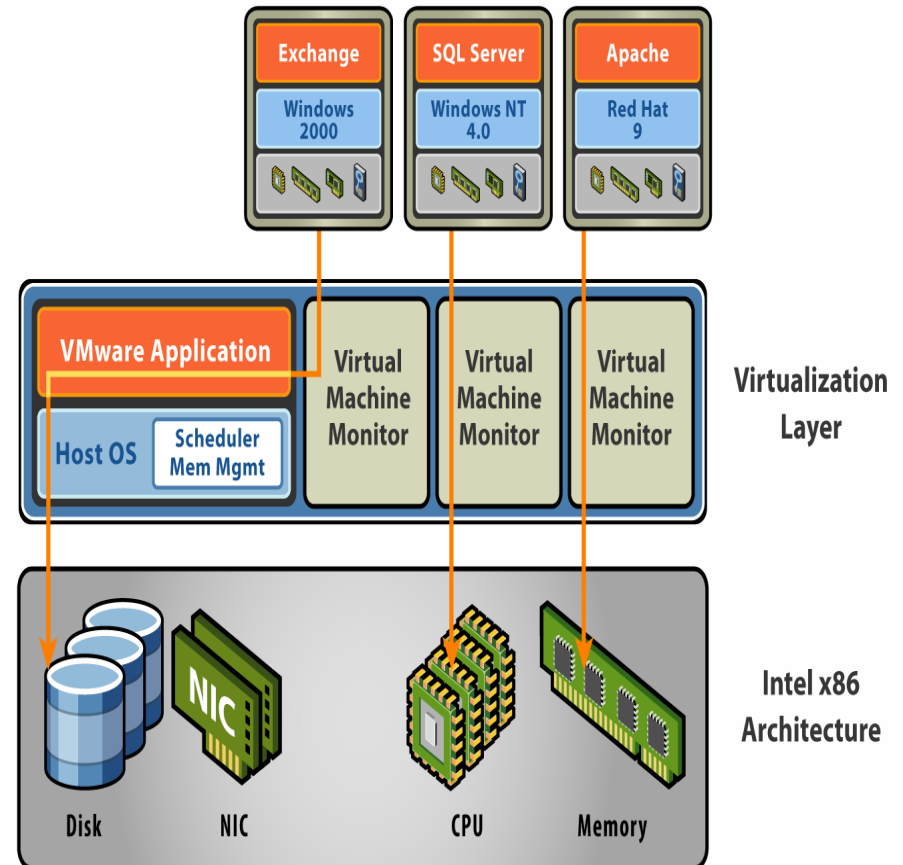 Exchange
Windows
2000
SQL Server
Windows NT
4.0
Apache
Red Hat
9
VMware Application
Host OS
Scheduler
Mem Mgmt
Virtual
Machine
Monitor
Virtual
Machine
Monitor
Virtual
Machine
Monitor
Virtualization
Layer
NIC
Disk
NIC
CPU
Memory
Intel x86
Architecture